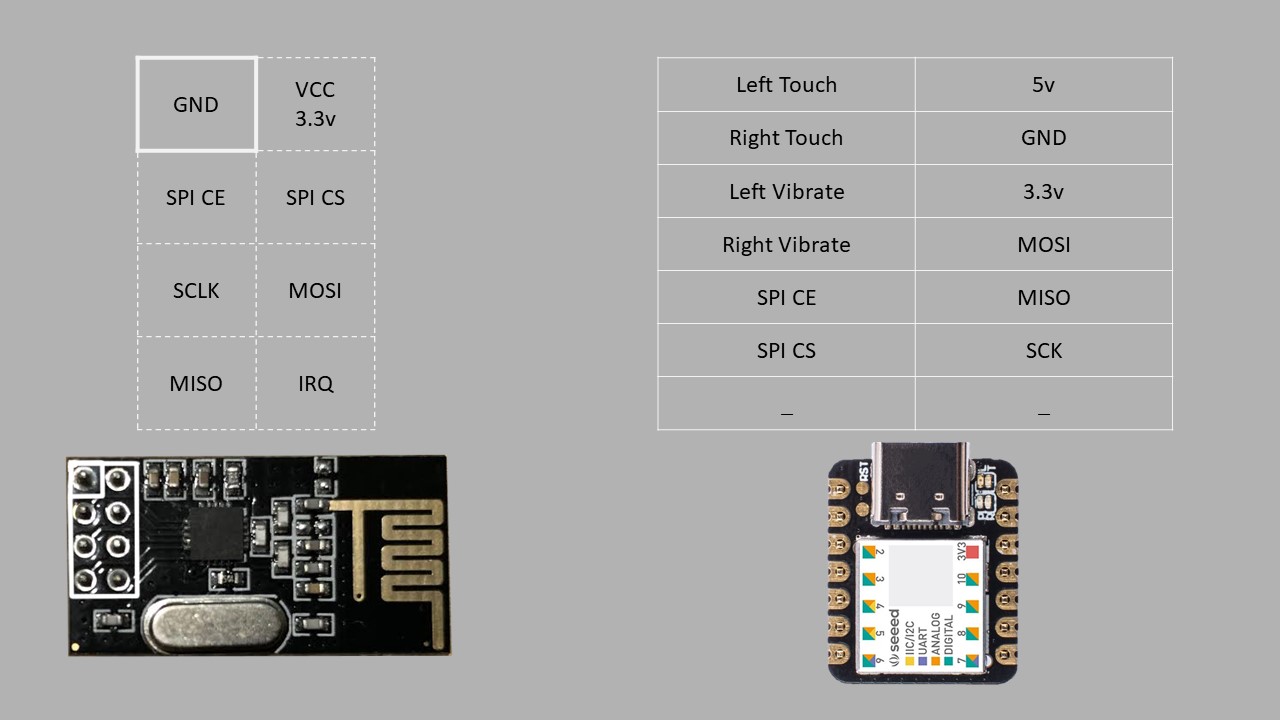 GND
VCC
3.3v
SPI CE
SPI CS
SCLK
MOSI
MISO
IRQ
Left Touch
5v
Right Touch
GND
Left Vibrate
3.3v
Right Vibrate
MOSI
SPI CE
MISO
SPI CS
SCK
_
_
RST
2
3V3
3
10
4
9
5
8
6
7
seeed
IIC/I2C
UART
ANALOG
DIGITAL